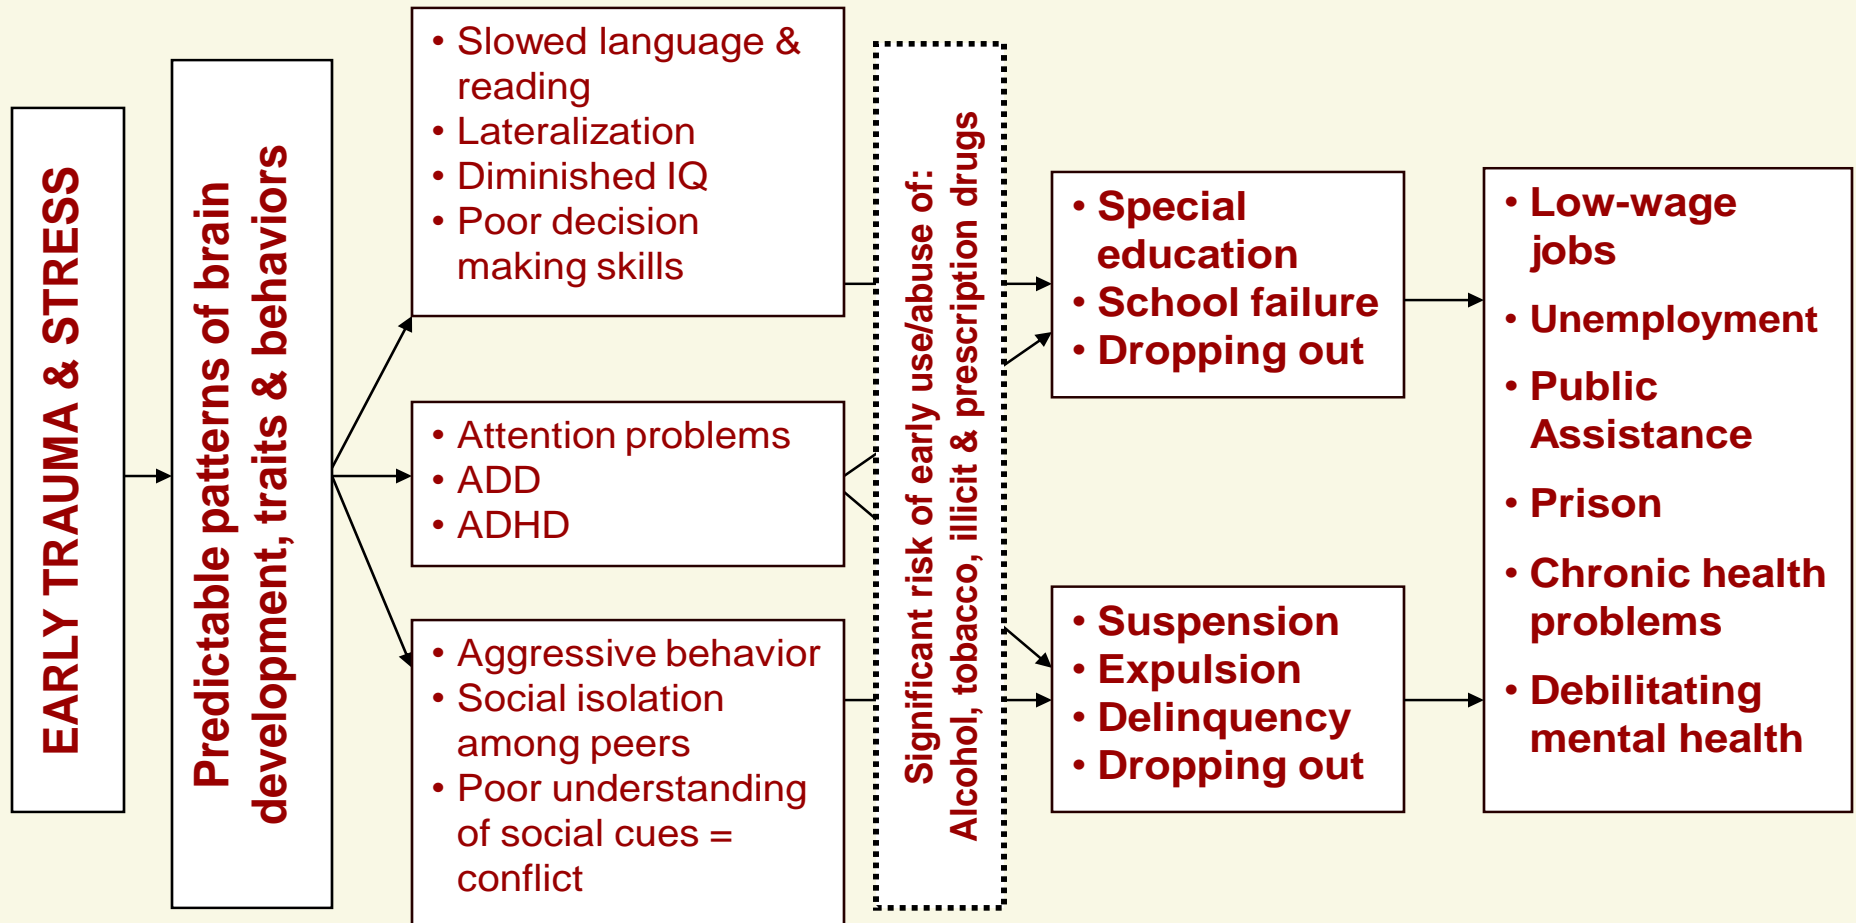 EARLY TRAUMA & STRESS
Predictable patterns of brain
development, traits & behaviors
• Slowed language &
reading
• Lateralization
• Diminished IQ
• Poor decision
making skills
• Attention problems
• ADD
• ADHD
• Aggressive behavior
• Social isolation
among peers
• Poor understanding
of social cues =
conflict
Significant risk of early use/abuse of:
Alcohol, tobacco, illicit & prescription drugs
• Special
education
• School failure
• Dropping out
• Suspension
• Expulsion
• Delinquency
• Dropping out
• Low-wage
jobs
• Unemployment
• Public
Assistance
• Prison
• Chronic health
problems
• Debilitating
mental health